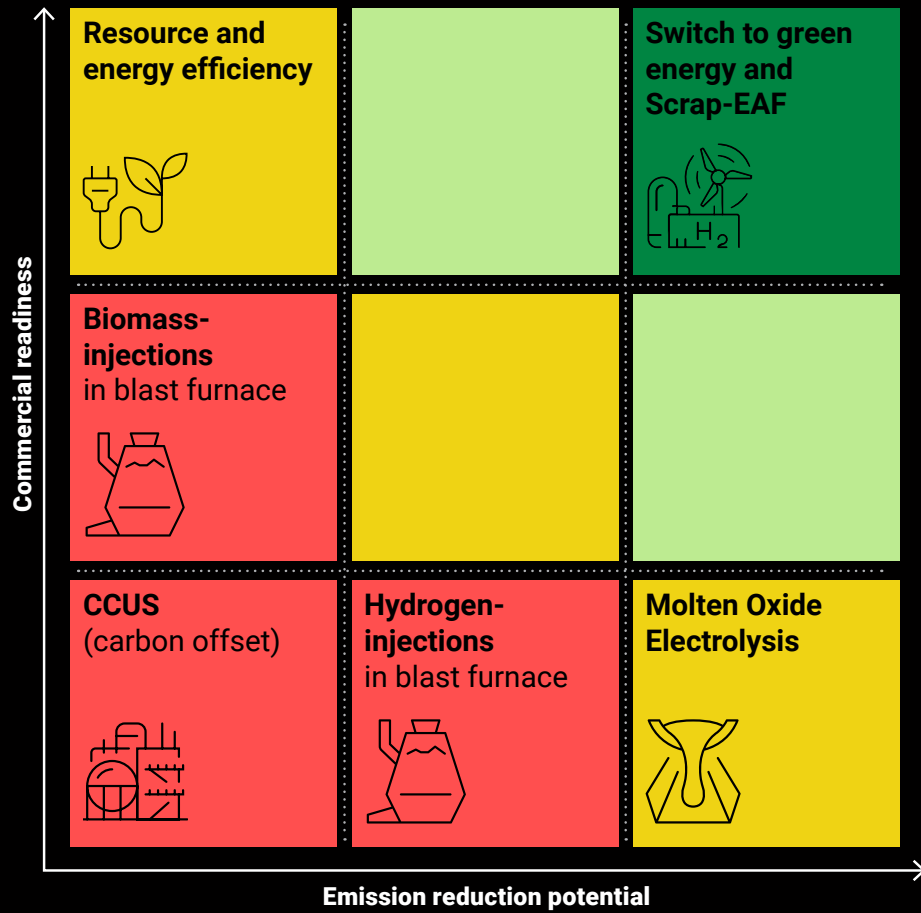 Resource and
energy efficiency
Switch to green
energy and
Scrap-EAF
H2
Biomass-
injections
in blast furnace
CCUS
(carbon offset)
Hydrogen-
injections
in blast furnace
Molten Oxide
Electrolysis
Commercial readiness
Emission reduction potential